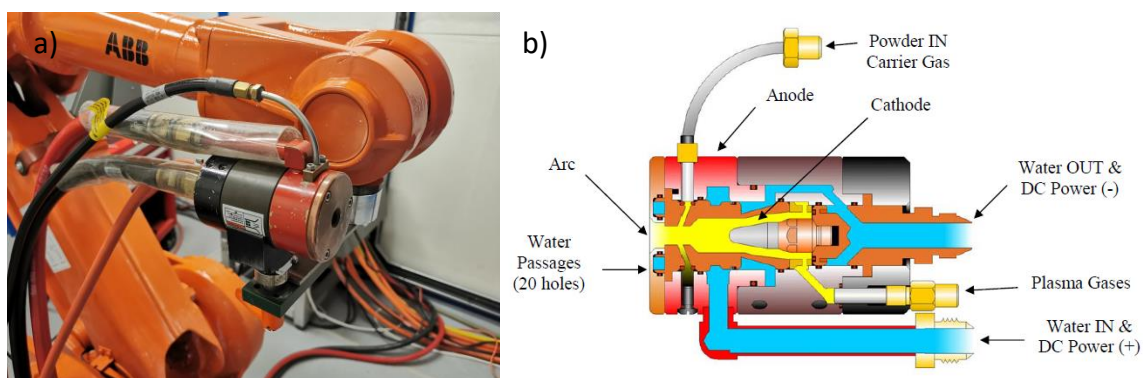 a)
ABB
b)
Powder IN
Carrier Gas
Anode
Cathode
Arc
Water OUT &
DC Power (-)
Water
Passages
(20 holes)
Plasma Gases
Water IN &
DC Power (+)